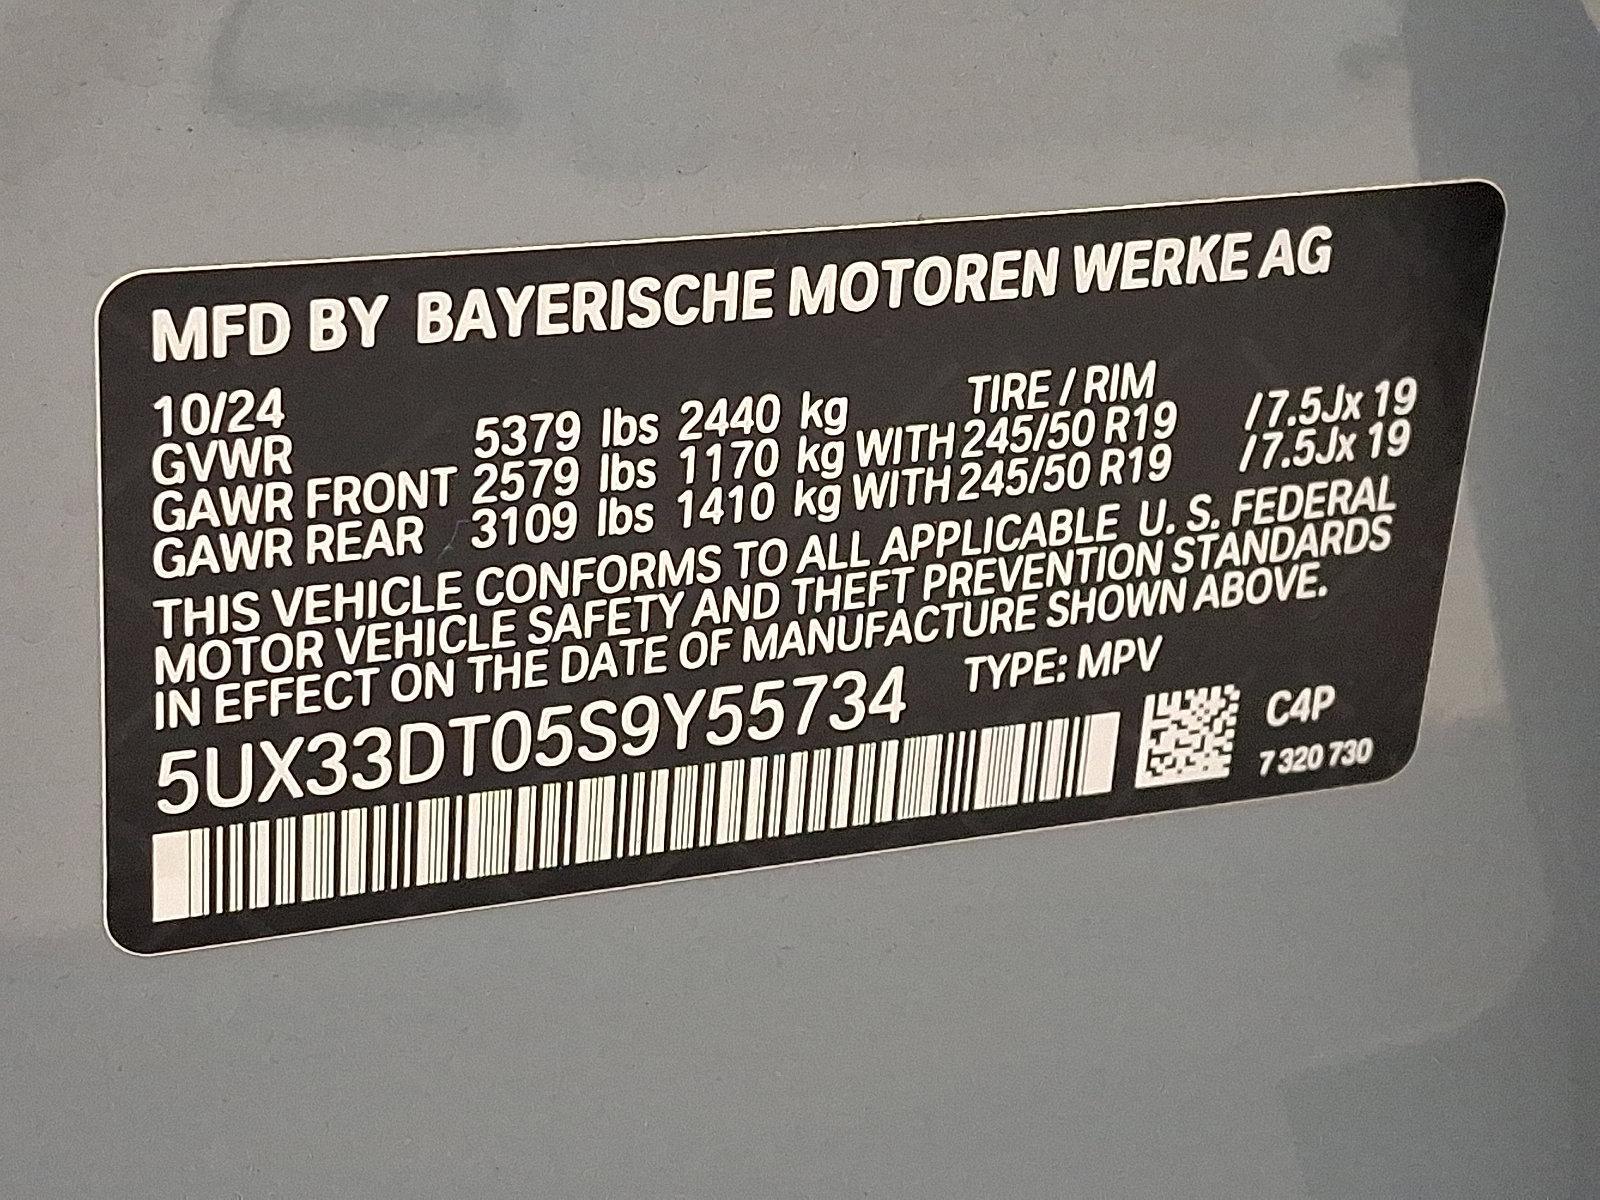 MFD BY BAYERISCHE MOTOREN WERKE AG
10/24 TIRE / RIM
GVWR 5379 lbs 2440 kg
GAWR FRONT 2579 lbs 1170 kg WITH 245/50 R19 /7.5Jx 19
GAWR REAR 3109 lbs 1410 kg WITH 245/50 R19 /7.5Jx 19
THIS VEHICLE CONFORMS TO ALL APPLICABLE U. S. FEDERAL
MOTOR VEHICLE SAFETY AND THEFT PREVENTION STANDARDS
IN EFFECT ON THE DATE OF MANUFACTURE SHOWN ABOVE.
5UX33DT05S9Y55734 TYPE: MPV
C4P
7 320 730